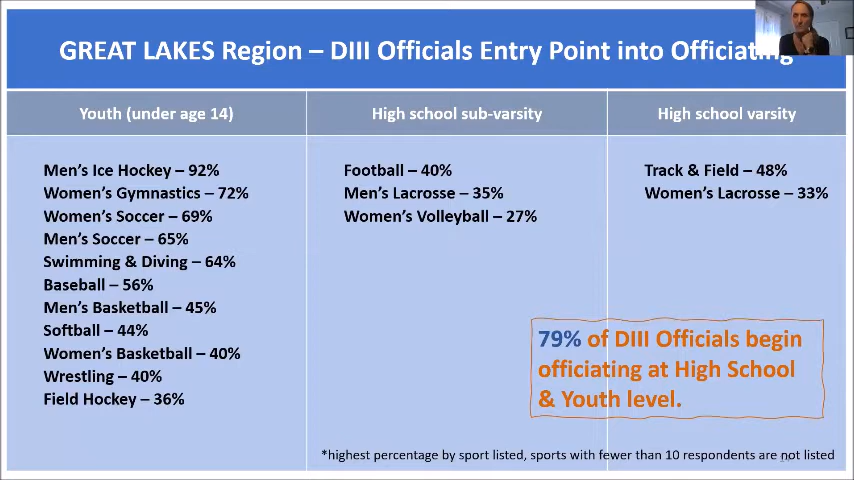 GREAT LAKES Region – DIII Officials Entry Point into Officiating
Youth (under age 14)
High school sub-varsity
High school varsity
Men's Ice Hockey – 92%
Women's Gymnastics – 72%
Women's Soccer – 69%
Men's Soccer – 65%
Swimming & Diving – 64%
Baseball – 56%
Men's Basketball – 45%
Softball – 44%
Women's Basketball – 40%
Wrestling – 40%
Field Hockey – 36%
Football – 40%
Men's Lacrosse – 35%
Women's Volleyball – 27%
Track & Field – 48%
Women's Lacrosse – 33%
79% of DIII Officials begin
officiating at High School
& Youth level.
*highest percentage by sport listed, sports with fewer than 10 respondents are not listed